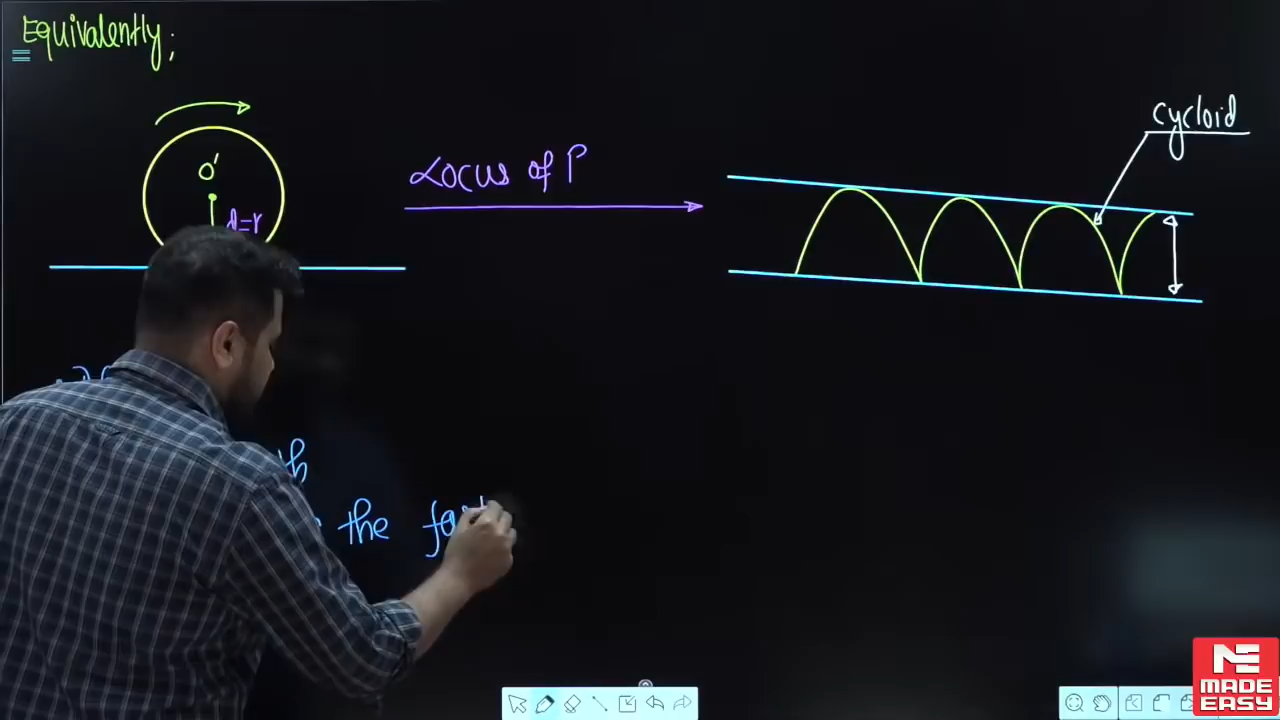 Equivalently;
cycloid
O'
Locus of P
d=r
the
MADE
EASY